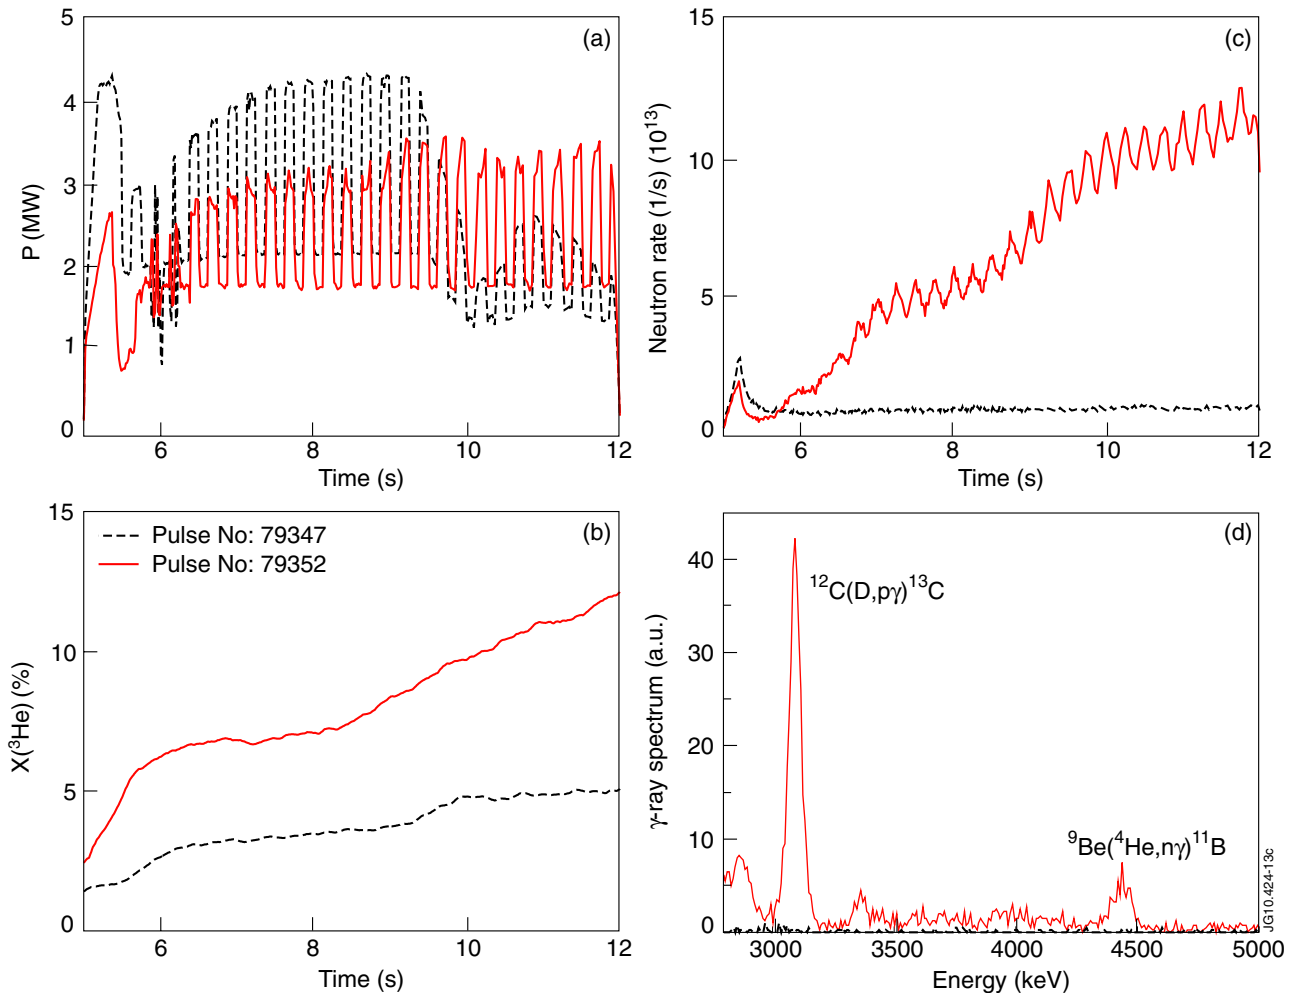 5
4
3
2
1
0
P (MW)
(a)
6
8
10
12
Time (s)
15
10
5
0
Neutron rate (1/s) (10¹³)
(c)
6
8
10
12
Time (s)
15
10
5
0
X(³He) (%)
(b)
Pulse No: 79347
Pulse No: 79352
6
8
10
12
Time (s)
40
30
20
10
0
γ-ray spectrum (a.u.)
(d)
¹²C(D,pγ)¹³C
⁹Be(⁴He,nγ)¹¹B
3000
3500
4000
4500
5000
Energy (keV)
JG10.424-13c